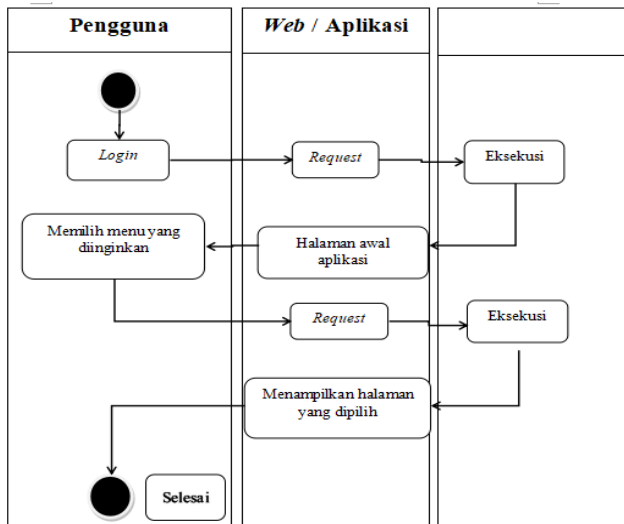 Pengguna
Web / Aplikasi
Login
Request
Eksekusi
Memilih menu yang
diinginkan
Halaman awal
aplikasi
Request
Eksekusi
Menampilkan halaman
yang dipilih
Selesai